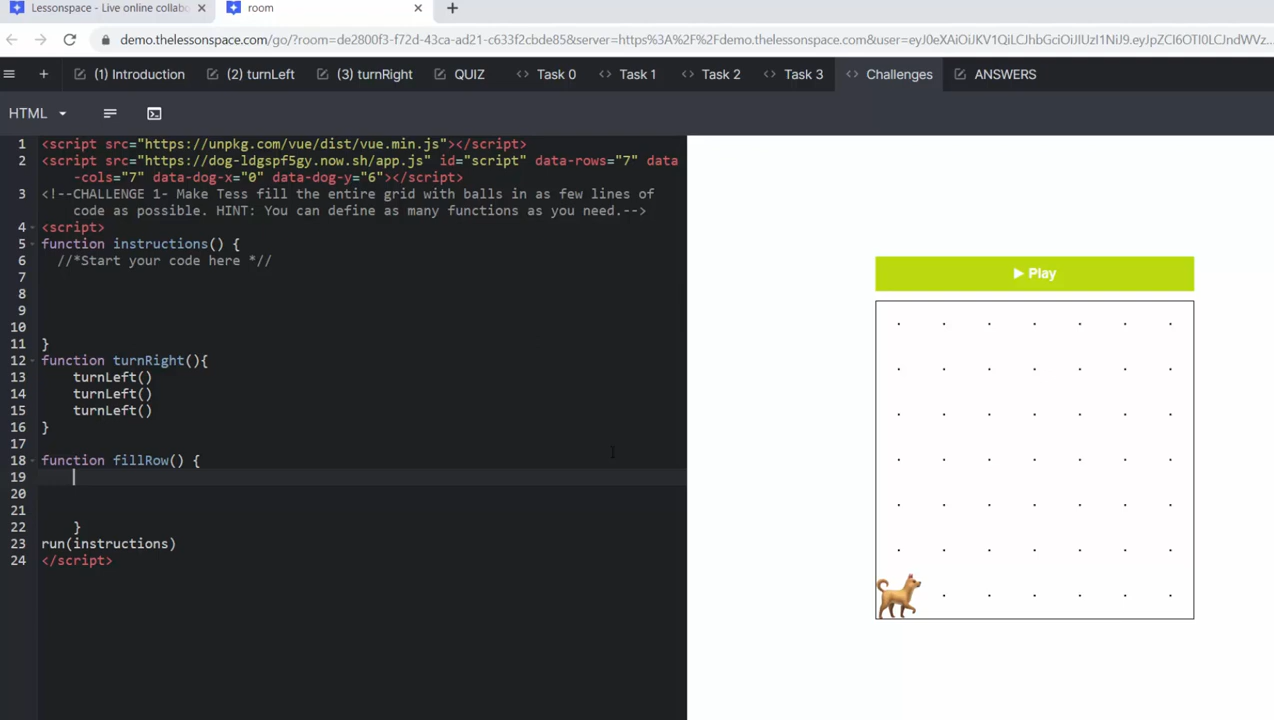 Lessonspace - Live online collabo
room
demo.thelessonspace.com/go/?room=de2800f3-f72d-43ca-ad21-c633f2cbde85&server=https%3A%2F%2Fdemo.thelessonspace.com&user=eyJ0eXAiOiJKV1QiLCJhbGciOiJIUzI1NiJ9.eyJpZCI6OTI0LCJndWVz...
(1) Introduction
(2) turnLeft
(3) turnRight
QUIZ
<> Task 0
<> Task 1
<> Task 2
<> Task 3
<> Challenges
ANSWERS
HTML
1 <script src="https://unpkg.com/vue/dist/vue.min.js"></script>
2 <script src="https://dog-ldgspf5gy.now.sh/app.js" id="script" data-rows="7" data
-cols="7" data-dog-x="0" data-dog-y="6"></script>
3 <!--CHALLENGE 1- Make Tess fill the entire grid with balls in as few lines of
code as possible. HINT: You can define as many functions as you need.-->
4 <script>
5 function instructions() {
6 //*Start your code here *//
7
8
9
10
11 }
12 function turnRight(){
13 turnLeft()
14 turnLeft()
15 turnLeft()
16 }
17
18 function fillRow() {
19
20
21
22 }
23 run(instructions)
24 </script>
Play